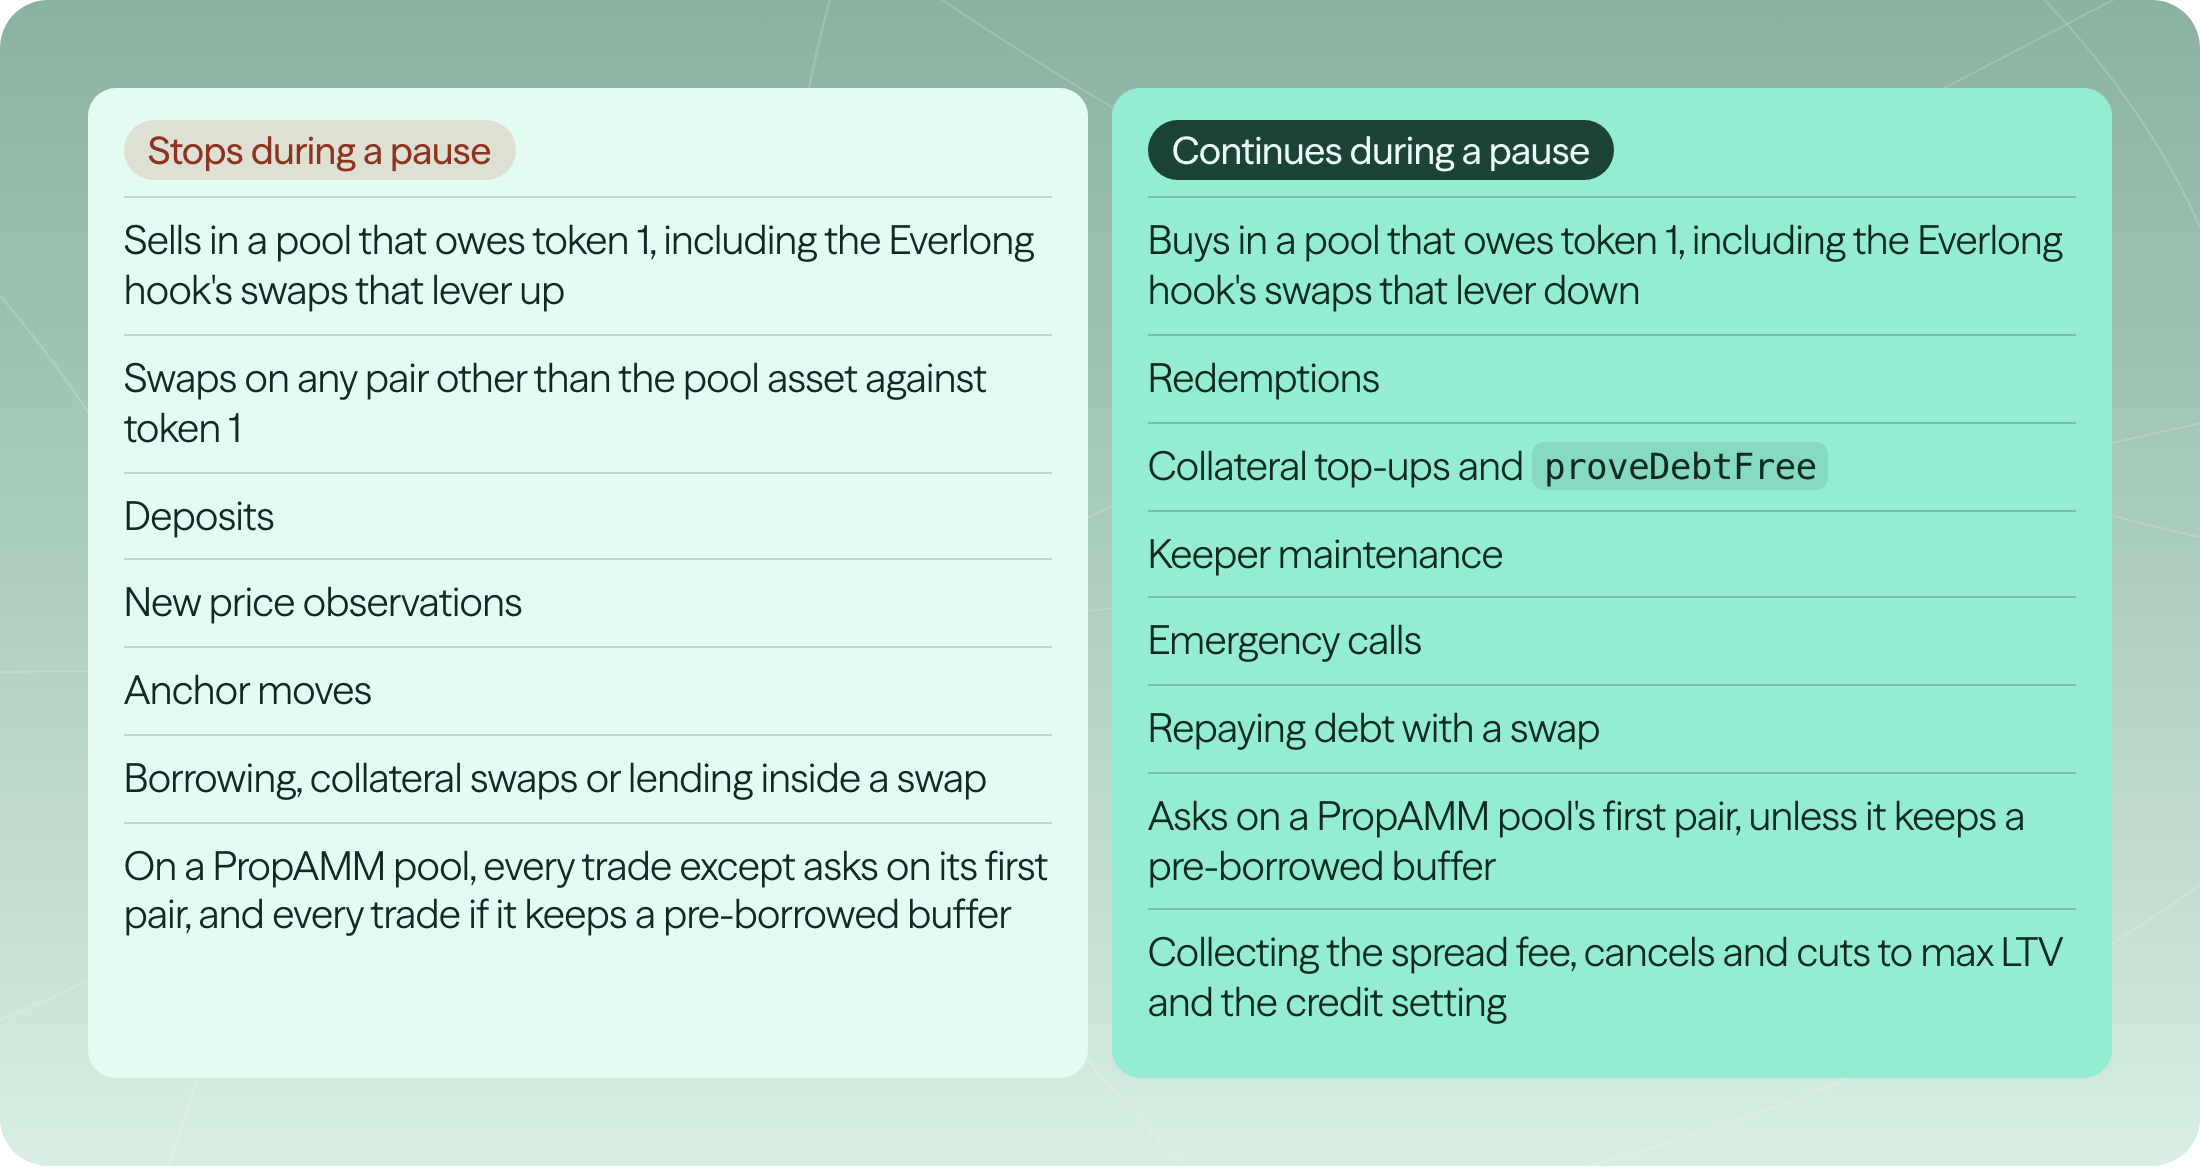 Stops during a pause
Sells in a pool that owes token 1, including the Everlong
hook's swaps that lever up
Swaps on any pair other than the pool asset against
token 1
Deposits
New price observations
Anchor moves
Borrowing, collateral swaps or lending inside a swap
On a PropAMM pool, every trade except asks on its first
pair, and every trade if it keeps a pre-borrowed buffer
Continues during a pause
Buys in a pool that owes token 1, including the Everlong
hook's swaps that lever down
Redemptions
Collateral top-ups and proveDebtFree
Keeper maintenance
Emergency calls
Repaying debt with a swap
Asks on a PropAMM pool's first pair, unless it keeps a
pre-borrowed buffer
Collecting the spread fee, cancels and cuts to max LTV
and the credit setting